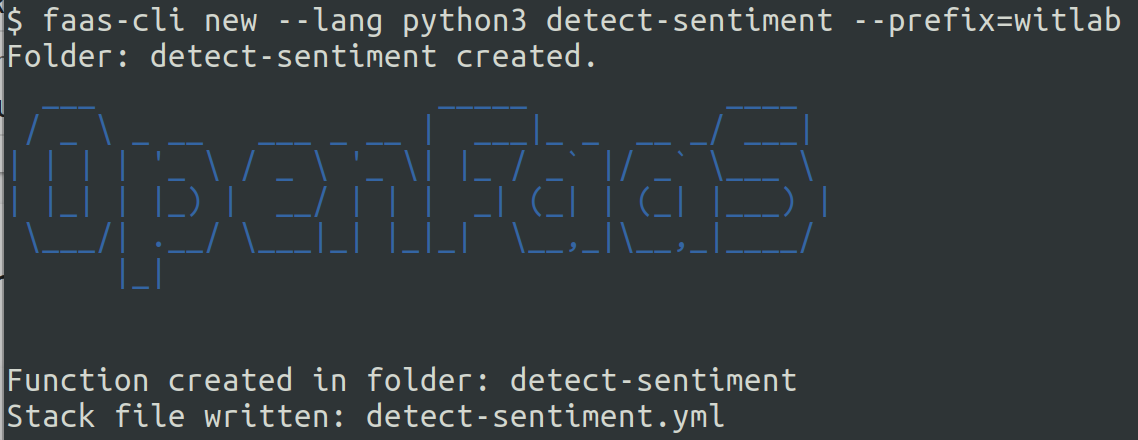 $ faas-cli new --lang python3 detect-sentiment --prefix=witlab
Folder: detect-sentiment created.
OpenFaaS
Function created in folder: detect-sentiment
Stack file written: detect-sentiment.yml